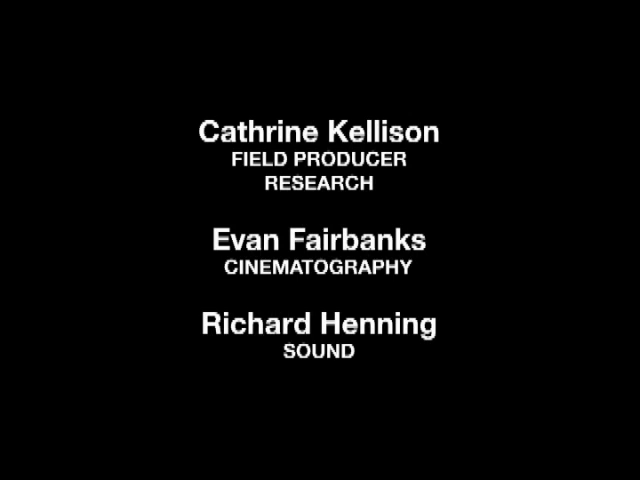 Cathrine Kellison
FIELD PRODUCER
RESEARCH
Evan Fairbanks
CINEMATOGRAPHY
Richard Henning
SOUND